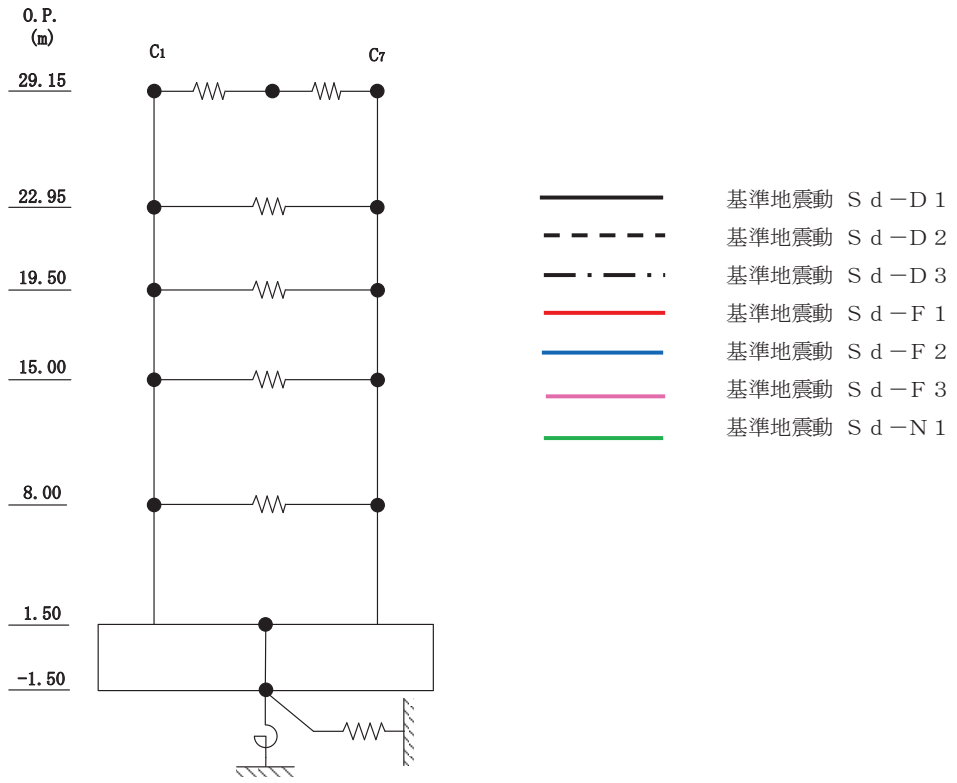 O.P.
(m)
C1
C7
29.15
22.95
19.50
15.00
8.00
1.50
-1.50
基準地震動 Ｓｄ－Ｄ１
基準地震動 Ｓｄ－Ｄ２
基準地震動 Ｓｄ－Ｄ３
基準地震動 Ｓｄ－Ｆ１
基準地震動 Ｓｄ－Ｆ２
基準地震動 Ｓｄ－Ｆ３
基準地震動 Ｓｄ－Ｎ１